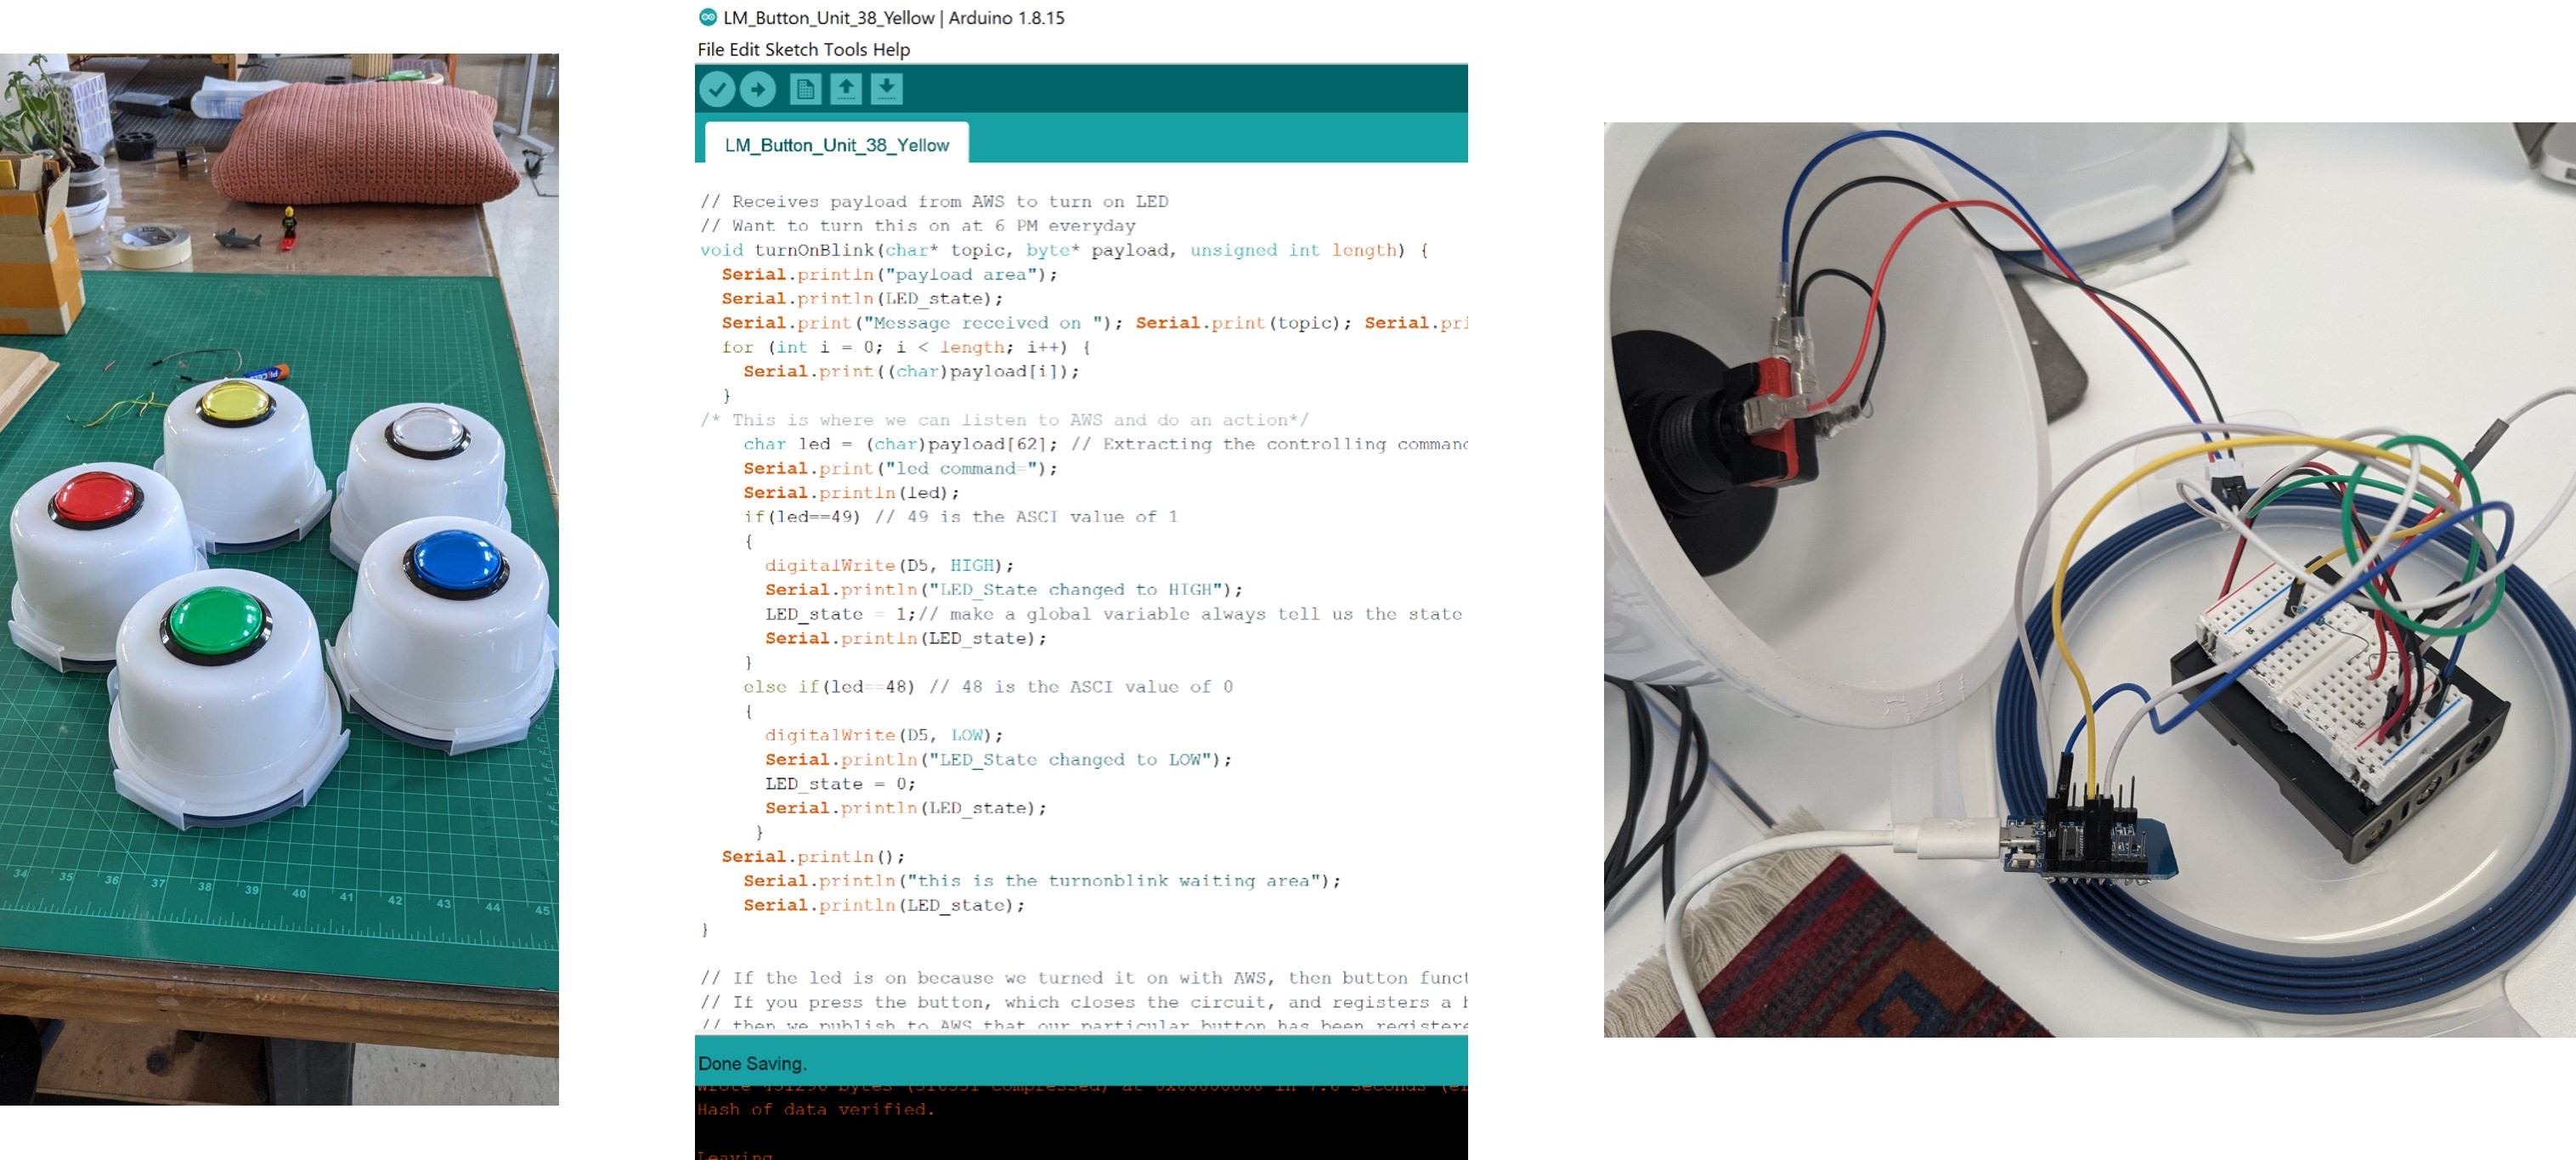 LM_Button_Unit_38_Yellow | Arduino 1.8.15
File Edit Sketch Tools Help
LM_Button_Unit_38_Yellow
// Receives payload from AWS to turn on LED
// Want to turn this on at 6 PM everyday
void turnOnBlink(char* topic, byte* payload, unsigned int length) {
Serial.println("payload area");
Serial.println(LED_state);
Serial.print("Message received on "); Serial.print(topic); Serial.pri
for (int i = 0; i < length; i++) {
Serial.print((char)payload[i]);
}
/* This is where we can listen to AWS and do an action*/
char led = (char)payload[62]; // Extracting the controlling command
Serial.print("led command=");
Serial.println(led);
if(led==49) // 49 is the ASCI value of 1
{
digitalWrite(D5, HIGH);
Serial.println("LED_State changed to HIGH");
LED_state = 1;// make a global variable always tell us the state
Serial.println(LED_state);
}
else if(led==48) // 48 is the ASCI value of 0
{
digitalWrite(D5, LOW);
Serial.println("LED_State changed to LOW");
LED_state = 0;
Serial.println(LED_state);
}
Serial.println();
Serial.println("this is the turnonblink waiting area");
Serial.println(LED_state);
}
// If the led is on because we turned it on with AWS, then button funct
// If you press the button, which closes the circuit, and registers a
// then we publish to AWS that our particular button has been registere
Done Saving.
Hash of data verified.
Leaving
34 35 36 37 38 39 40 41 42 43 44 45